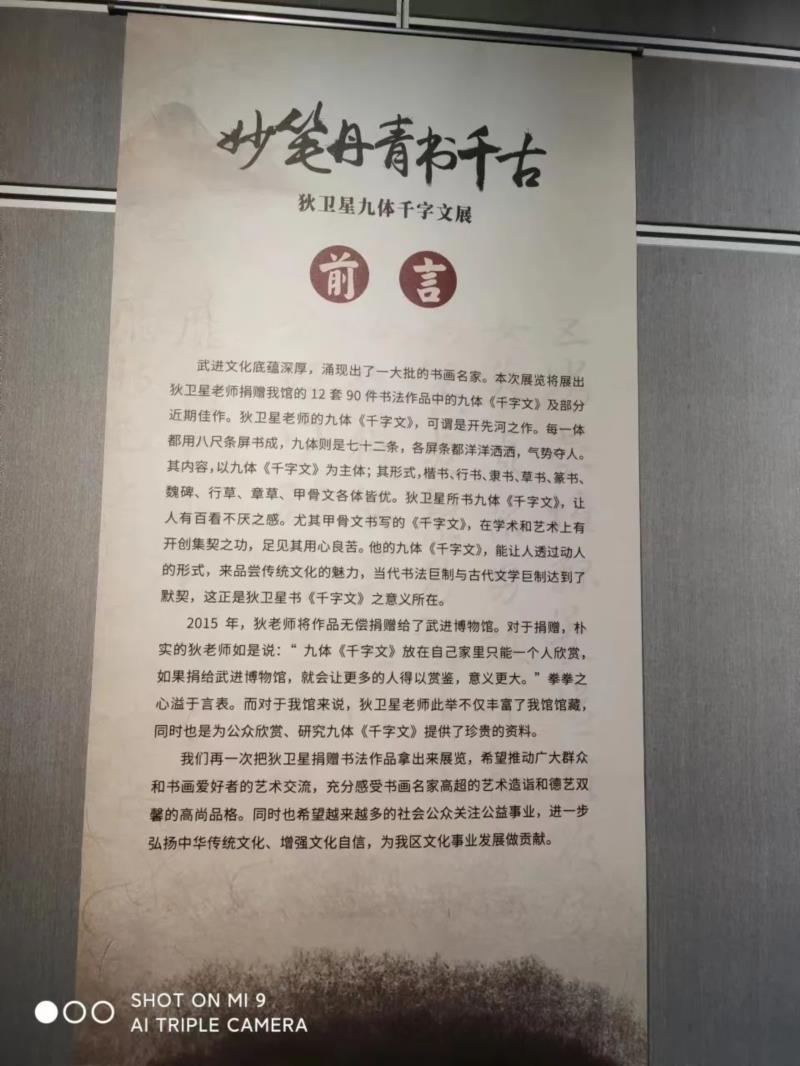 妙笔丹青书千古
狄卫星九体千字文展
前言
武进文化底蕴深厚，涌现出了一大批的书画名家。本次展览将展出
狄卫星老师捐赠我馆的 12 套 90 件书法作品中的九体《千字文》及部分
近期佳作。狄卫星老师的九体《千字文》，可谓是开先河之作。每一体
都用八尺条屏书成，九体则是七十二条，各屏条都洋洋洒洒，气势夺人。
其内容，以九体《千字文》为主体；其形式，楷书、行书、隶书、草书、篆书、
魏碑、行草、章草、甲骨文各体皆优。狄卫星所书九体《千字文》，让
人有百看不厌之感。尤其甲骨文书写的《千字文》，在学术和艺术上有
开创集契之功，足见其用心良苦。他的九体《千字文》，能让人透过动人
的形式，来品尝传统文化的魅力，当代书法巨制与古代文学巨制达到了
默契，这正是狄卫星书《千字文》之意义所在。
2015 年，狄老师将作品无偿捐赠给了武进博物馆。对于捐赠，朴
实的狄老师如是说：“ 九体《千字文》放在自己家里只能一个人欣赏，
如果捐给武进博物馆，就会让更多的人得以赏鉴，意义更大。” 拳拳之
心溢于言表。而对于我馆来说，狄卫星老师此举不仅丰富了我馆馆藏，
同时也是为公众欣赏、研究九体《千字文》提供了珍贵的资料。
我们再一次把狄卫星捐赠书法作品拿出来展览，希望推动广大群众
和书画爱好者的艺术交流，充分感受书画名家高超的艺术造诣和德艺双
馨的高尚品格。同时也希望越来越多的社会公众关注公益事业，进一步
弘扬中华传统文化、增强文化自信，为我区文化事业发展做贡献。
SHOT ON MI 9
AI TRIPLE CAMERA